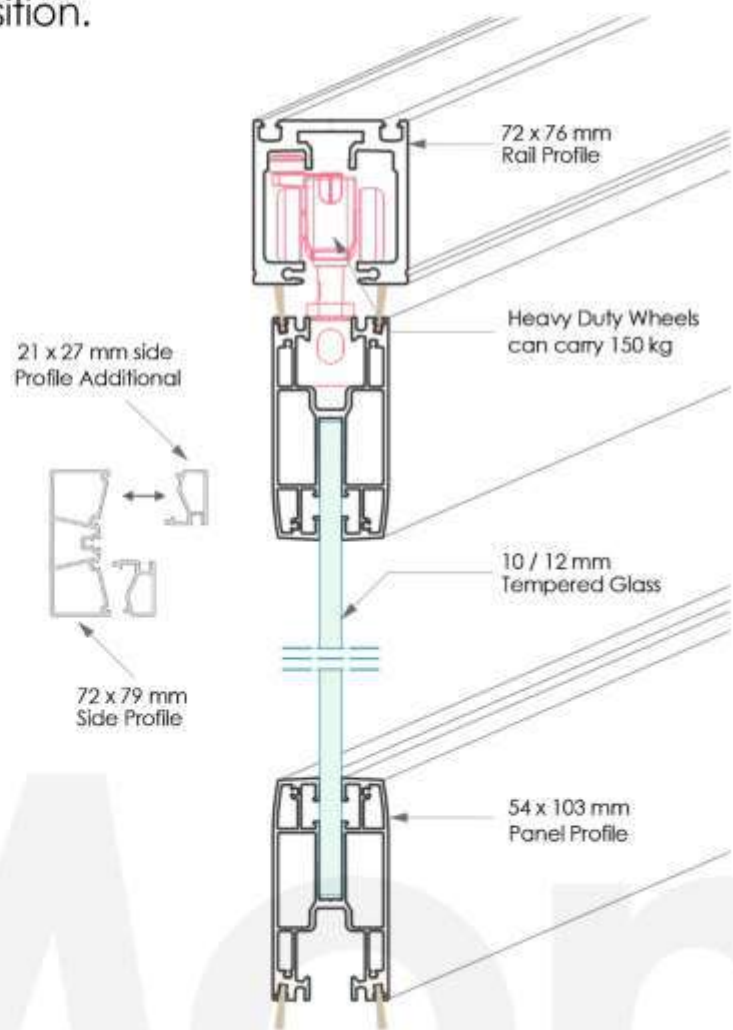 sition.
72 x 76 mm
Rail Profile
Heavy Duty Wheels
can carry 150 kg
21 x 27 mm side
Profile Additional
10 / 12 mm
Tempered Glass
72 x 79 mm
Side Profile
54 x 103 mm
Panel Profile
Mon